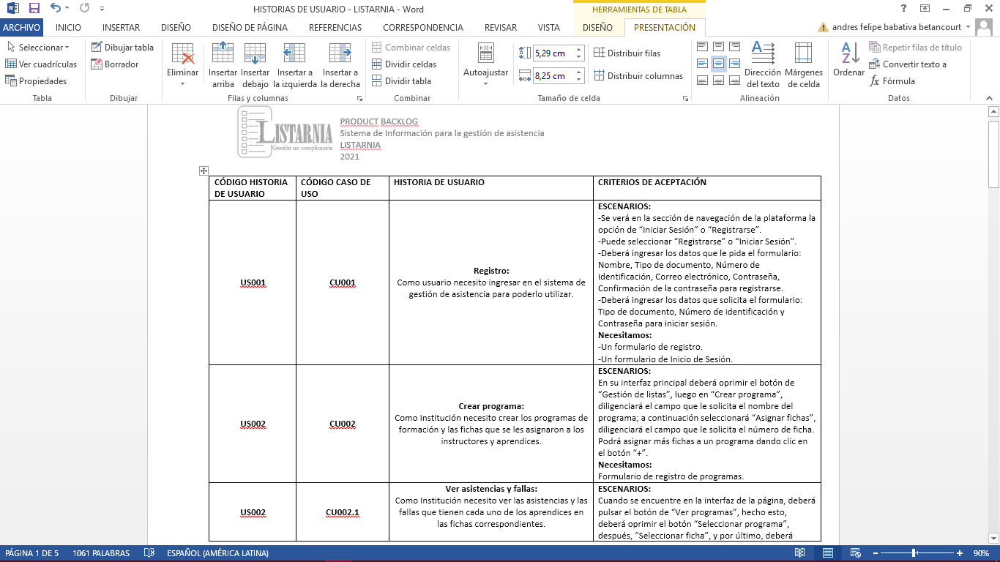 HISTORIAS DE USUARIO - LISTARNIA - Word
HERRAMIENTAS DE TABLA
?
ARCHIVO
INICIO
INSERTAR
DISEÑO
DISEÑO DE PÁGINA
REFERENCIAS
CORRESPONDENCIA
REVISAR
VISTA
DISEÑO
PRESENTACIÓN
andres felipe babativa betancourt
Seleccionar
Ver cuadrículas
Propiedades
Tabla
Dibujar tabla
Borrador
Dibujar
Eliminar
Insertar
arriba
Insertar
debajo
Insertar a
la izquierda
Insertar a
la derecha
Filas y columnas
Combinar celdas
Dividir celdas
Dividir tabla
Combinar
Autoajustar
5,29 cm
8,25 cm
Distribuir filas
Distribuir columnas
Tamaño de celda
Dirección
del texto
Márgenes
de celda
Alineación
Ordenar
Repetir filas de título
Convertir texto a
Fórmula
Datos
LISTARNIA
Gestión sin complicación
PRODUCT BACKLOG
Sistema de Información para la gestión de asistencia
LISTARNIA
2021
CÓDIGO HISTORIA
DE USUARIO
CÓDIGO CASO DE
USO
HISTORIA DE USUARIO
CRITERIOS DE ACEPTACIÓN
US001
CU001
Registro:
Como usuario necesito ingresar en el sistema de
gestión de asistencia para poderlo utilizar.
ESCENARIOS:
-Se verá en la sección de navegación de la plataforma la
opción de “Iniciar Sesión” o “Registrarse”.
-Puede seleccionar “Registrarse” o “Iniciar Sesión”.
-Deberá ingresar los datos que le pida el formulario:
Nombre, Tipo de documento, Número de
identificación, Correo electrónico, Contraseña,
Confirmación de la contraseña para registrarse.
-Deberá ingresar los datos que solicita el formulario:
Tipo de documento, Número de identificación y
Contraseña para iniciar sesión.
Necesitamos:
-Un formulario de registro.
-Un formulario de Inicio de Sesión.
US002
CU002
Crear programa:
Como Institución necesito crear los programas de
formación y las fichas que se les asignaron a los
instructores y aprendices.
ESCENARIOS:
En su interfaz principal deberá oprimir el botón de
“Gestión de listas”, luego en “Crear programa”,
diligenciará el campo que le solicita el nombre del
programa; a continuación seleccionará “Asignar fichas”,
diligenciará el campo que le solicita el número de ficha.
Podrá asignar más fichas a un programa dando clic en
el botón “+”.
Necesitamos:
Formulario de registro de programas.
US002
CU002.1
Ver asistencias y fallas:
Como Institución necesito ver las asistencias y las
fallas que tienen cada uno de los aprendices en
las fichas correspondientes.
ESCENARIOS:
Cuando se encuentre en la interfaz de la página, deberá
pulsar el botón de “Ver programas”, hecho esto,
deberá oprimir el botón “Seleccionar programa”,
después, “Seleccionar ficha”, y por último, deberá
PÁGINA 1 DE 5
1061 PALABRAS
ESPAÑOL (AMÉRICA LATINA)
90%